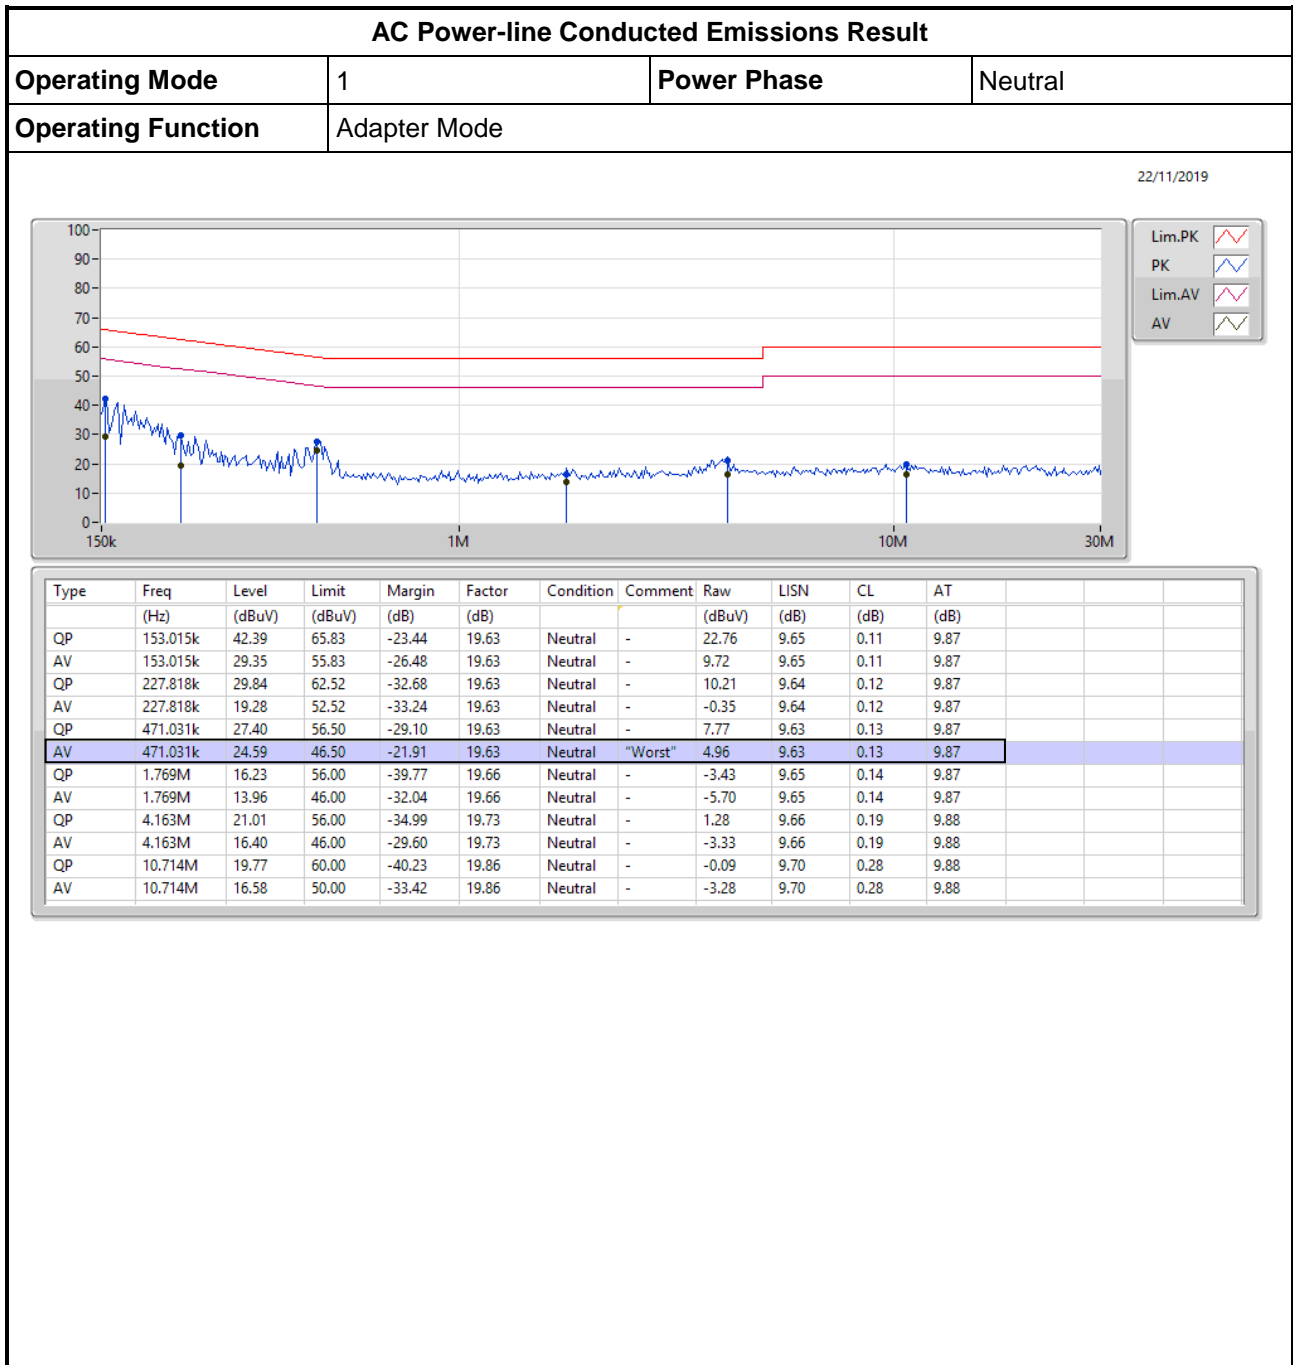 AC Power-line Conducted Emissions Result
Operating Mode 1 Power Phase Neutral
Operating Function Adapter Mode
22/11/2019
100
90
80
70
60
50
40
30
20
10
0
150k 1M 10M 30M
Lim.PK
PK
Lim.AV
AV
Type Freq Level Limit Margin Factor Condition Comment Raw LISN CL AT
(Hz) (dBuV) (dBuV) (dB) (dB) (dBuV) (dB) (dB) (dB)
QP 153.015k 42.39 65.83 -23.44 19.63 Neutral - 22.76 9.65 0.11 9.87
AV 153.015k 29.35 55.83 -26.48 19.63 Neutral - 9.72 9.65 0.11 9.87
QP 227.818k 29.84 62.52 -32.68 19.63 Neutral - 10.21 9.64 0.12 9.87
AV 227.818k 19.28 52.52 -33.24 19.63 Neutral - -0.35 9.64 0.12 9.87
QP 471.031k 27.40 56.50 -29.10 19.63 Neutral - 7.77 9.63 0.13 9.87
AV 471.031k 24.59 46.50 -21.91 19.63 Neutral "Worst" 4.96 9.63 0.13 9.87
QP 1.769M 16.23 56.00 -39.77 19.66 Neutral - -3.43 9.65 0.14 9.87
AV 1.769M 13.96 46.00 -32.04 19.66 Neutral - -5.70 9.65 0.14 9.87
QP 4.163M 21.01 56.00 -34.99 19.73 Neutral - 1.28 9.66 0.19 9.88
AV 4.163M 16.40 46.00 -29.60 19.73 Neutral - -3.33 9.66 0.19 9.88
QP 10.714M 19.77 60.00 -40.23 19.86 Neutral - -0.09 9.70 0.28 9.88
AV 10.714M 16.58 50.00 -33.42 19.86 Neutral - -3.28 9.70 0.28 9.88